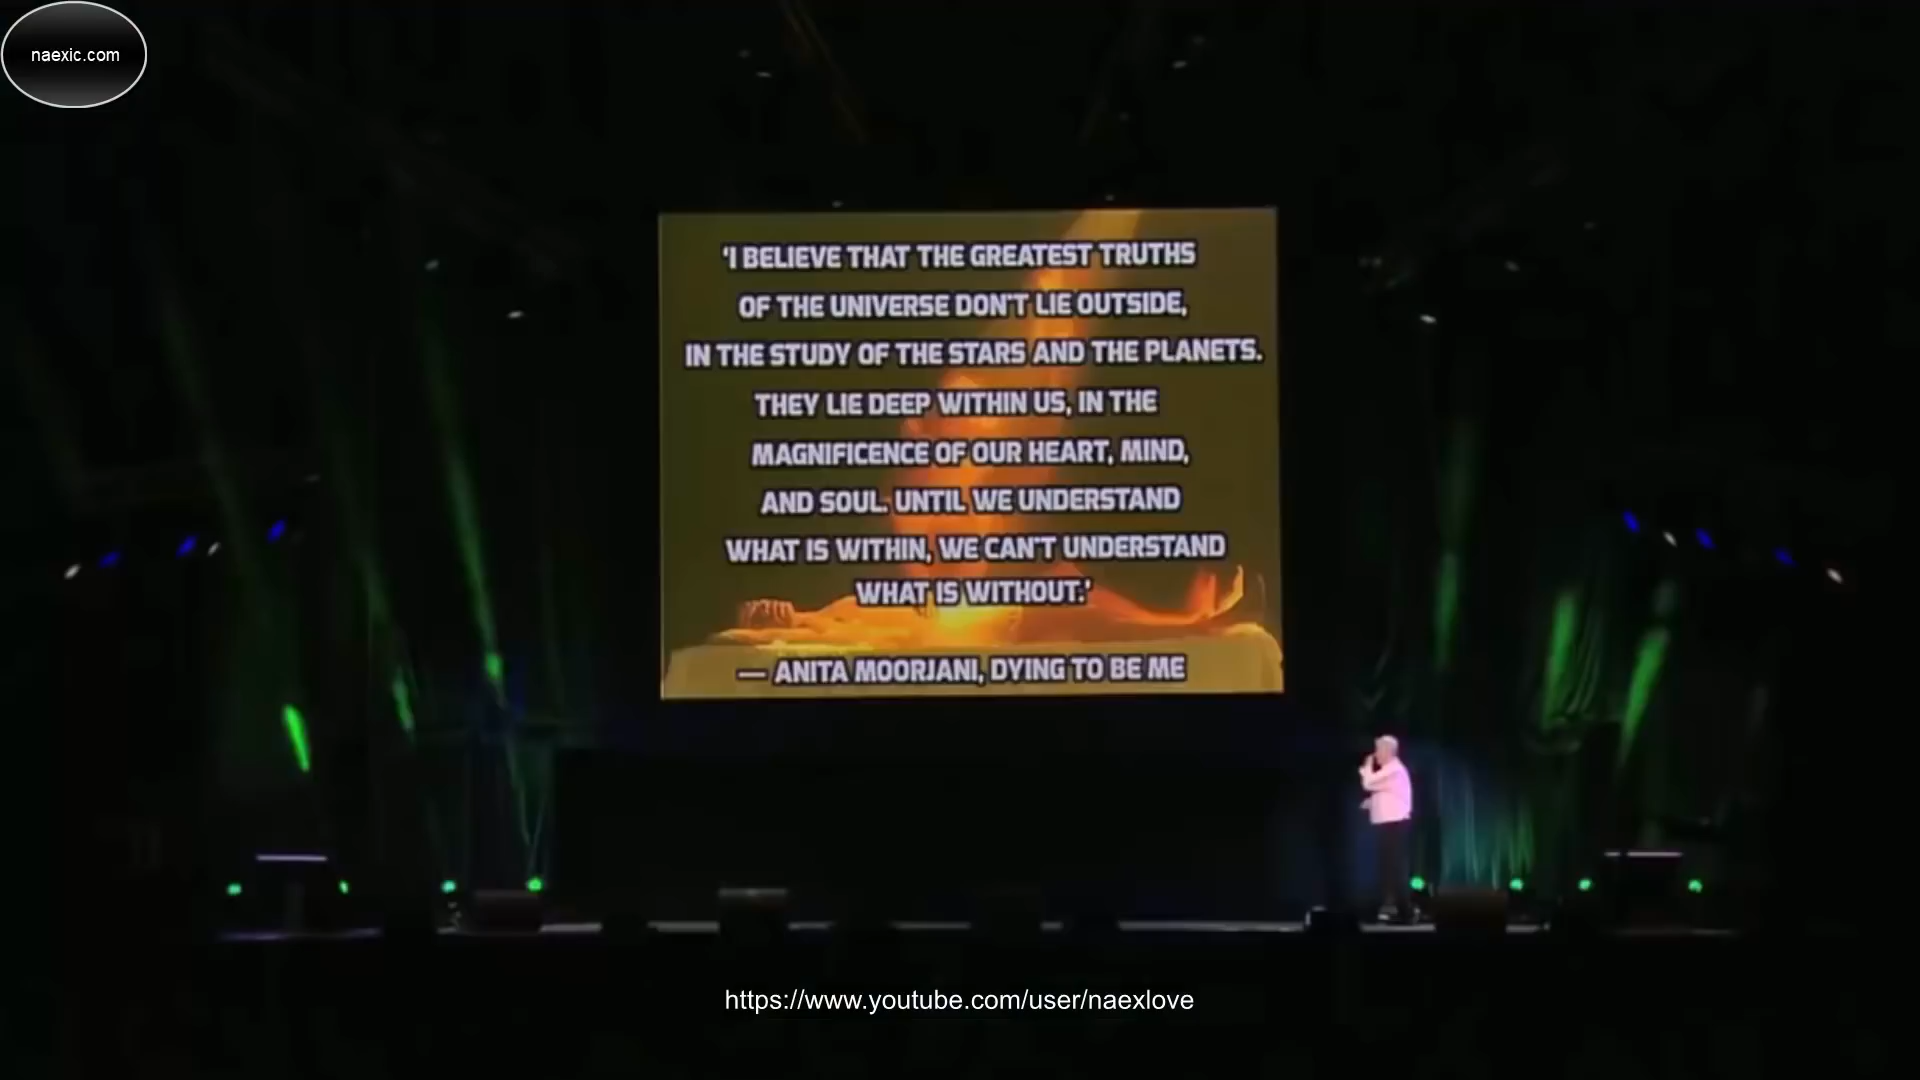 naexic.com
'I BELIEVE THAT THE GREATEST TRUTHS
OF THE UNIVERSE DON'T LIE OUTSIDE,
IN THE STUDY OF THE STARS AND THE PLANETS.
THEY LIE DEEP WITHIN US, IN THE
MAGNIFICENCE OF OUR HEART, MIND,
AND SOUL. UNTIL WE UNDERSTAND
WHAT IS WITHIN, WE CAN'T UNDERSTAND
WHAT IS WITHOUT.'
— ANITA MOORJANI, DYING TO BE ME
https://www.youtube.com/user/naexlove